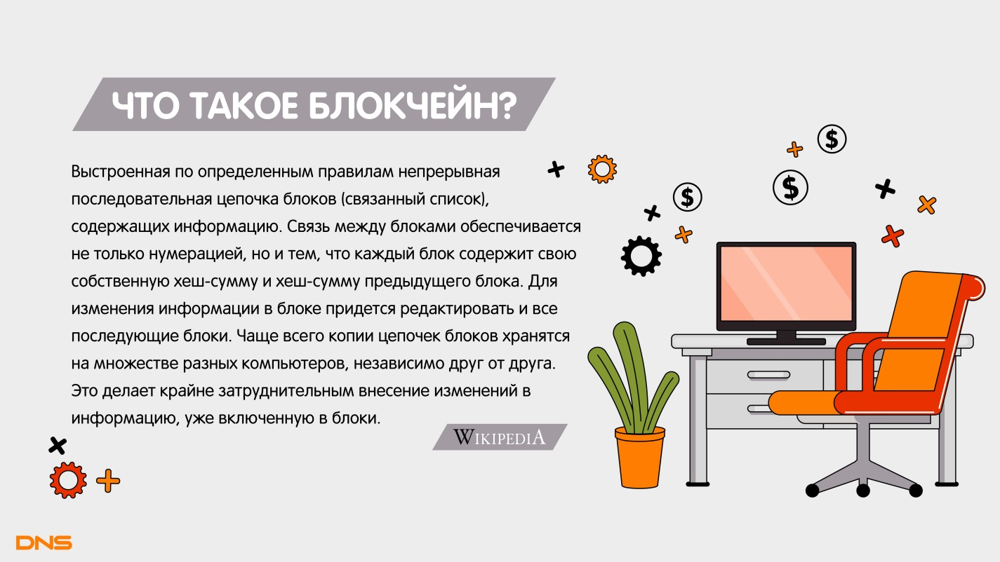 ЧТО ТАКОЕ БЛОКЧЕЙН?
Выстроенная по определенным правилам непрерывная
последовательная цепочка блоков (связанный список),
содержащих информацию. Связь между блоками обеспечивается
не только нумерацией, но и тем, что каждый блок содержит свою
собственную хеш-сумму и хеш-сумму предыдущего блока. Для
изменения информации в блоке придется редактировать и все
последующие блоки. Чаще всего копии цепочек блоков хранятся
на множестве разных компьютеров, независимо друг от друга.
Это делает крайне затруднительным внесение изменений в
информацию, уже включенную в блоки.
WIKIPEDIA
$
$
$
DNS